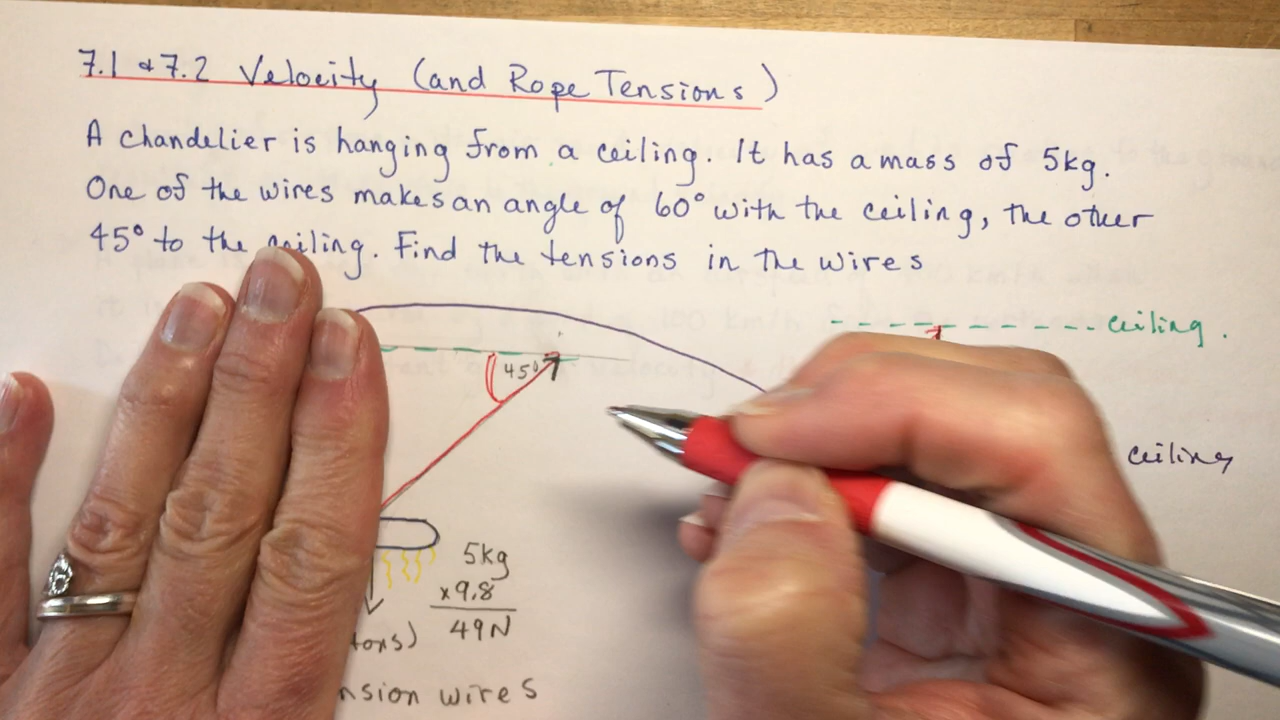 7.1 & 7.2 Velocity (and Rope Tensions)
A chandelier is hanging from a ceiling. It has a mass of 5kg.
One of the wires makes an angle of 60° with the ceiling, the other
45° to the ceiling. Find the tensions in the wires
ceiling.
45°
ceiling
5kg
x9.8
49N
tons)
nsion wires